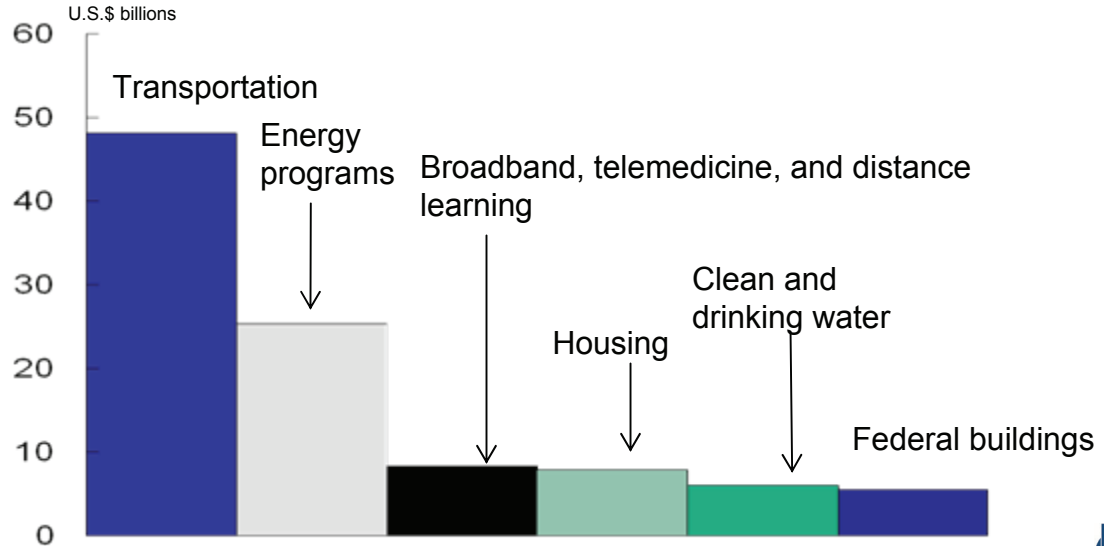 U.S.$ billions
60
50
40
30
20
10
0
Transportation
Energy
programs
Broadband, telemedicine, and distance
learning
Housing
Clean and
drinking water
Federal buildings